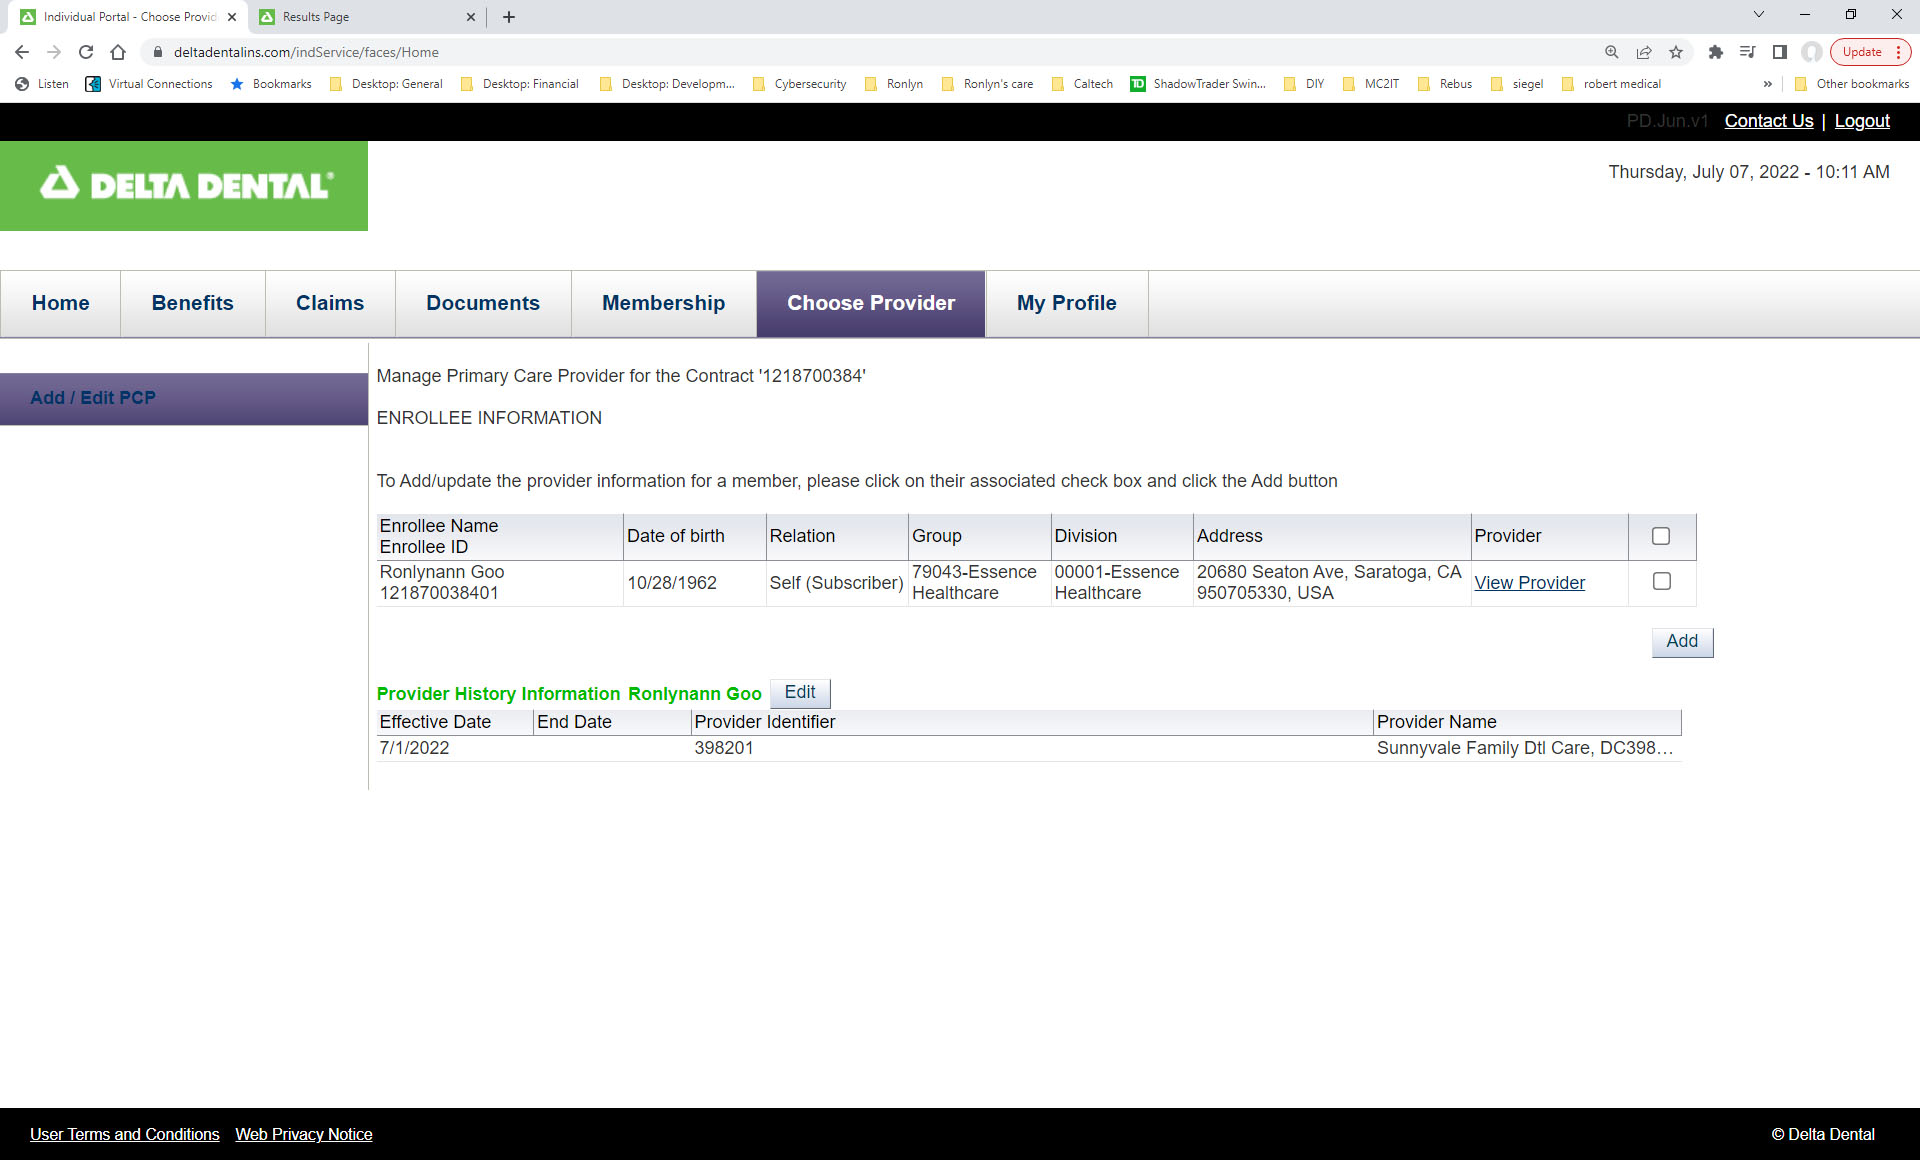 Individual Portal - Choose Provid
Results Page
deltadentalins.com/indService/faces/Home
Update
Listen
Virtual Connections
Bookmarks
Desktop: General
Desktop: Financial
Desktop: Developm...
Cybersecurity
Ronlyn
Ronlyn's care
Caltech
ShadowTrader Swin...
DIY
MC2IT
Rebus
siegel
robert medical
»
Other bookmarks
PD.Jun.v1 Contact Us | Logout
DELTA DENTAL®
Thursday, July 07, 2022 - 10:11 AM
Home
Benefits
Claims
Documents
Membership
Choose Provider
My Profile
Add / Edit PCP
Manage Primary Care Provider for the Contract '1218700384'
ENROLLEE INFORMATION
To Add/update the provider information for a member, please click on their associated check box and click the Add button
Enrollee Name
Enrollee ID
Date of birth
Relation
Group
Division
Address
Provider
Ronlynann Goo
121870038401
10/28/1962
Self (Subscriber)
79043-Essence
Healthcare
00001-Essence
Healthcare
20680 Seaton Ave, Saratoga, CA
950705330, USA
View Provider
Add
Provider History Information Ronlynann Goo
Edit
Effective Date
End Date
Provider Identifier
Provider Name
7/1/2022
398201
Sunnyvale Family Dtl Care, DC398...
User Terms and Conditions
Web Privacy Notice
© Delta Dental